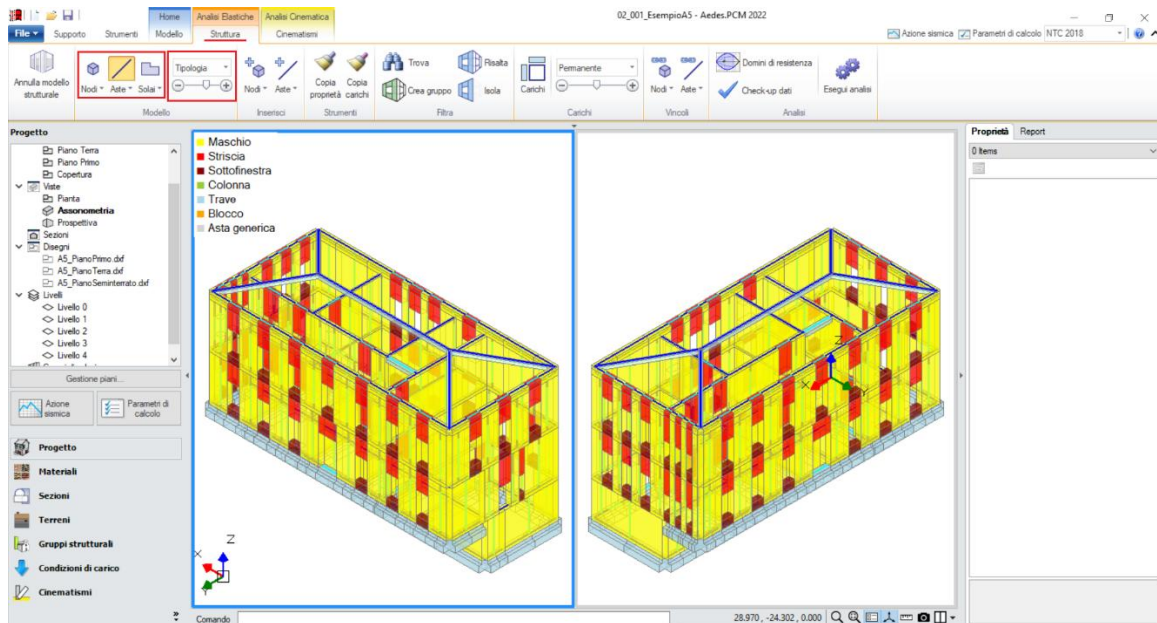 02_001_EsempioA5 - Aedes.PCM 2022
Home Analisi Elastiche Analisi Cinematica
File Supporto Strumenti Modello Struttura Cinematismi
Azione sismica Parametri di calcolo NTC 2018
Annulla modello strutturale
Nodi Aste Solai
Tipologia
Modello
Nodi Aste
Inserisci
Copia proprietà
Copia carichi
Strumenti
Trova
Crea gruppo
Risalta
Isola
Filtra
Carichi
Permanente
Carichi
Nodi Aste
Vincoli
Domini di resistenza
Check-up dati
Esegui analisi
Analisi
Progetto
Piano Terra
Piano Primo
Copertura
Viste
Pianta
Assonometria
Prospettiva
Sezioni
Disegni
A5_PianoPrimo.dxf
A5_PianoTerra.dxf
A5_PianoSeminterrato.dxf
Livelli
Livello 0
Livello 1
Livello 2
Livello 3
Livello 4
Gestione piani...
Azione sismica
Parametri di calcolo
Progetto
Materiali
Sezioni
Terreni
Gruppi strutturali
Condizioni di carico
Cinematismi
Maschio
Striscia
Sottofinestra
Colonna
Trave
Blocco
Asta generica
Z
X
Y
Z
X
Proprietà Report
0 Items
Comando
28.970 , -24.302 , 0.000